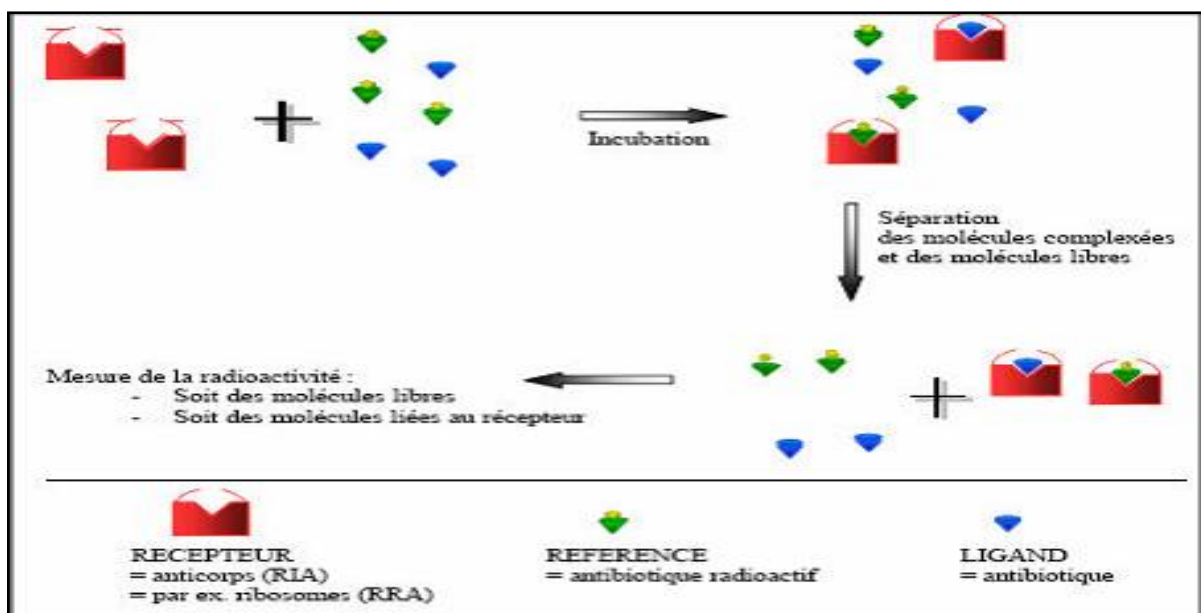 Incubation
Séparation
des molécules complexées
et des molécules libres
Mesure de la radioactivité :
- Soit des molécules libres
- Soit des molécules liées au récepteur
RECEPTEUR
= anticorps (RIA)
= par ex. ribosomes (RRA)
REFERENCE
= antibiotique radioactif
LIGAND
= antibiotique